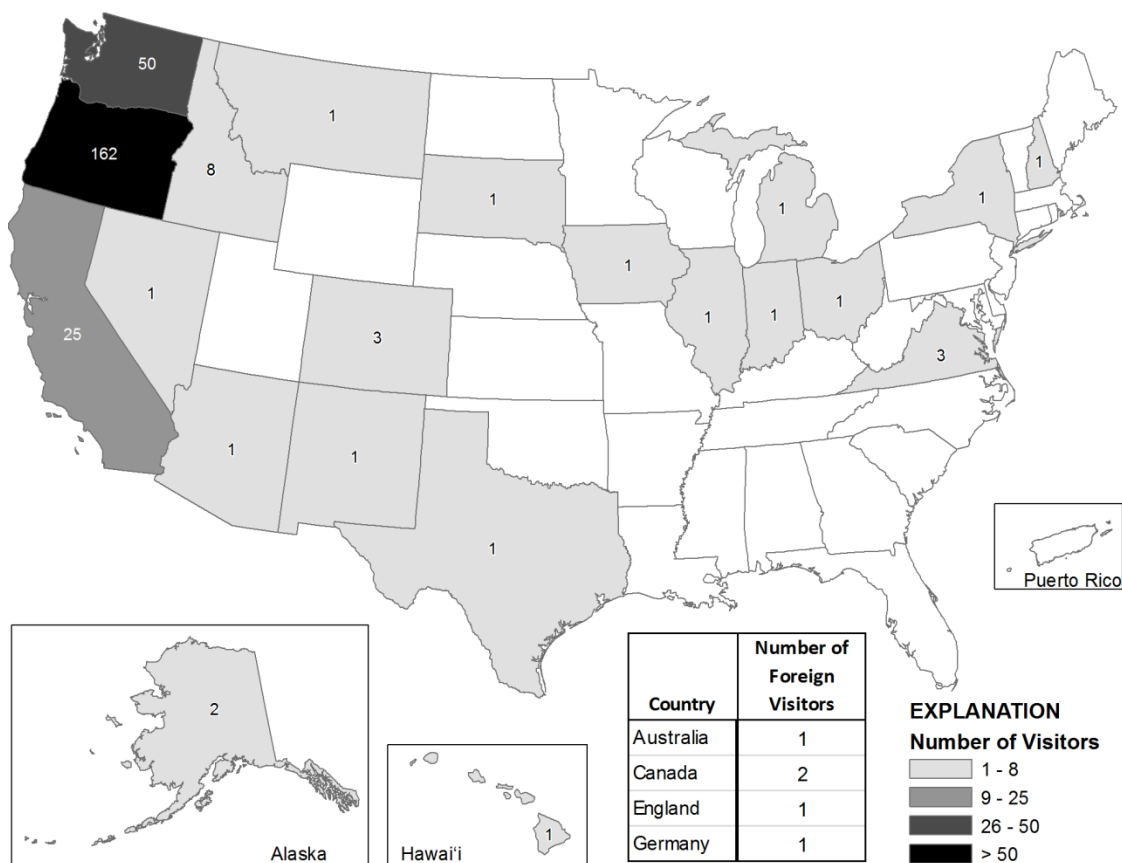 50
162
8
1
1
1
1
1
25
1
3
1
1
1
1
1
3
1
1
1
Puerto Rico
2
Alaska
1
Hawaiʻi
Number of
Foreign
Country Visitors
Australia 1
Canada 2
England 1
Germany 1
EXPLANATION
Number of Visitors
1 - 8
9 - 25
26 - 50
> 50